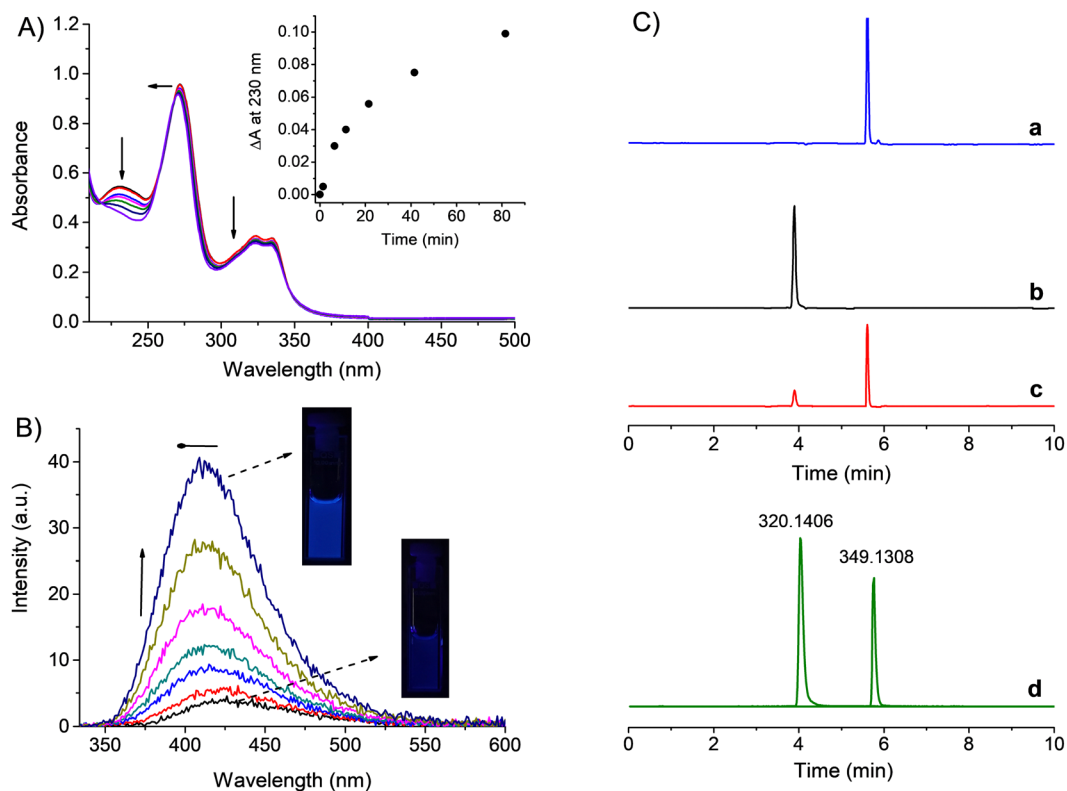 A)
1.2
1.0
0.8
0.6
0.4
0.2
0.0
Absorbance
250 300 350 400 450 500
Wavelength (nm)
0.10
0.08
0.06
0.04
0.02
0.00
ΔA at 230 nm
0 20 40 60 80
Time (min)
B)
40
30
20
10
0
Intensity (a.u.)
350 400 450 500 550 600
Wavelength (nm)
C)
a
b
c
0 2 4 6 8 10
Time (min)
320.1406
349.1308
d
0 2 4 6 8 10
Time (min)